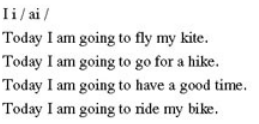 I i / ai /
Today I am going to fly my kite.
Today I am going to go for a hike.
Today I am going to have a good time.
Today I am going to ride my bike.